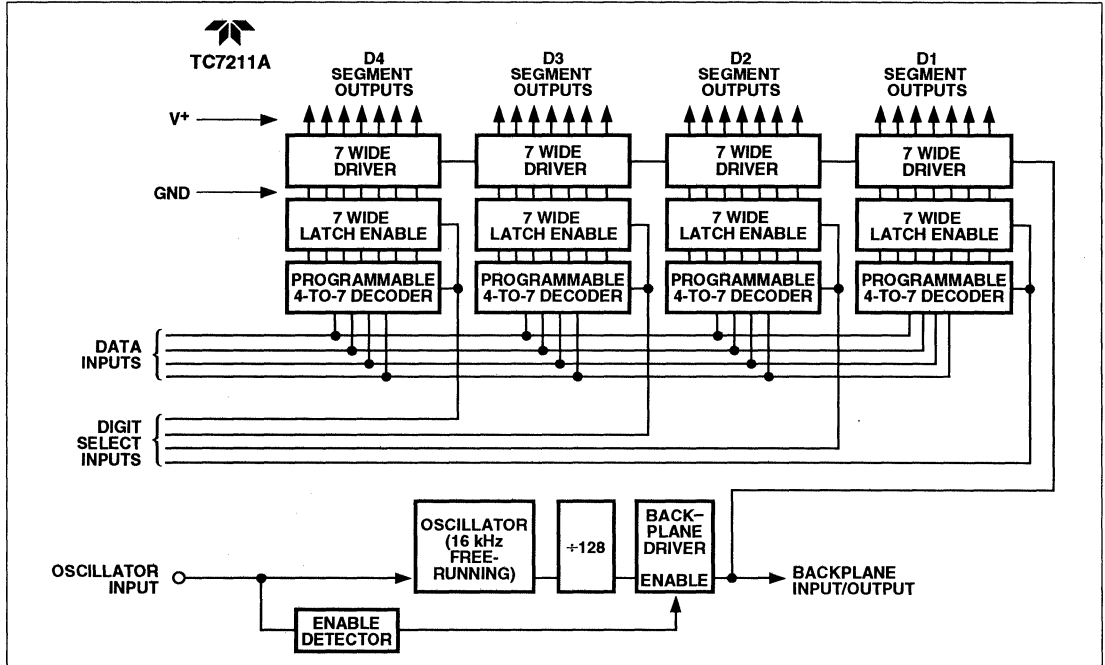 TC7211A
D4
SEGMENT
OUTPUTS
D3
SEGMENT
OUTPUTS
D2
SEGMENT
OUTPUTS
D1
SEGMENT
OUTPUTS
V+
7 WIDE
DRIVER
7 WIDE
DRIVER
7 WIDE
DRIVER
7 WIDE
DRIVER
GND
7 WIDE
LATCH ENABLE
7 WIDE
LATCH ENABLE
7 WIDE
LATCH ENABLE
7 WIDE
LATCH ENABLE
PROGRAMMABLE
4-TO-7 DECODER
PROGRAMMABLE
4-TO-7 DECODER
PROGRAMMABLE
4-TO-7 DECODER
PROGRAMMABLE
4-TO-7 DECODER
DATA
INPUTS
DIGIT
SELECT
INPUTS
OSCILLATOR
INPUT
OSCILLATOR
(16 kHz
FREE-
RUNNING)
÷128
BACK–
PLANE
DRIVER
ENABLE
BACKPLANE
INPUT/OUTPUT
ENABLE
DETECTOR